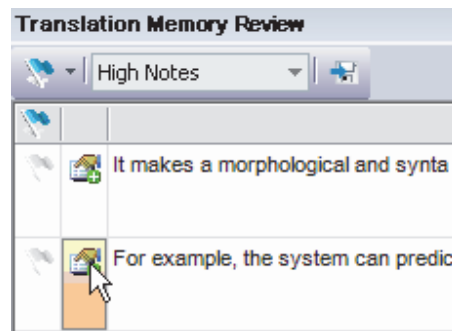 Translation Memory Review
High Notes
It makes a morphological and synta
For example, the system can predic